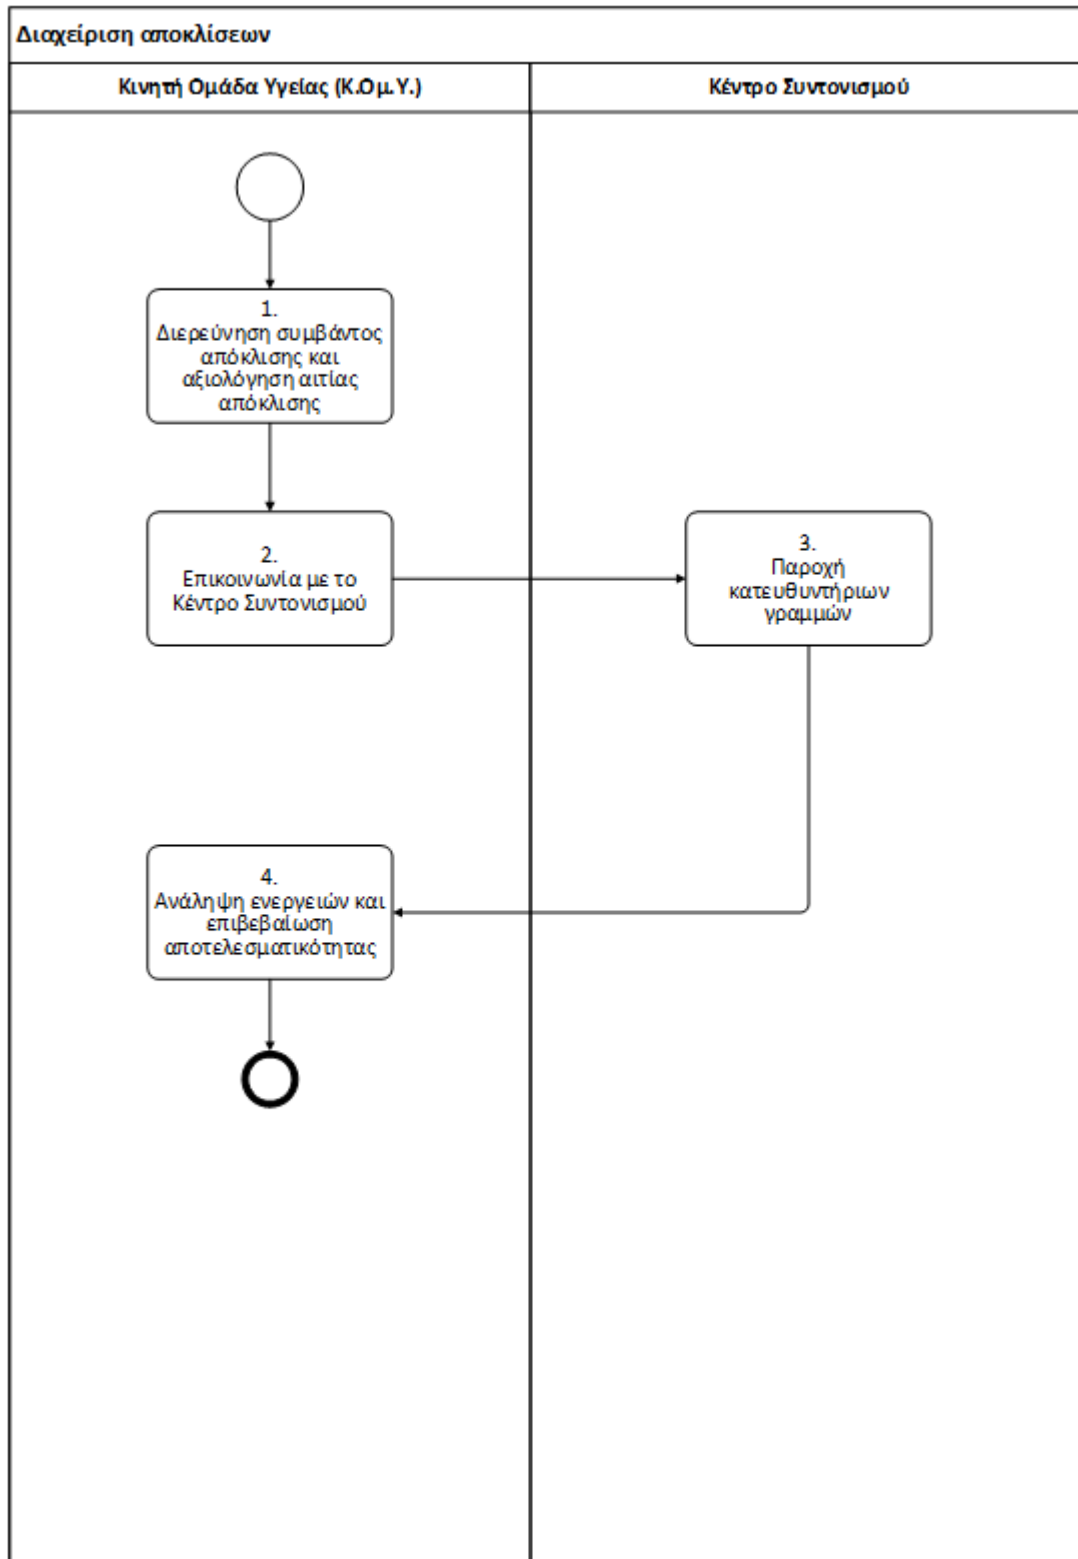 Διαχείριση αποκλίσεων
Κινητή Ομάδα Υγείας (Κ.Ομ.Υ.)
Κέντρο Συντονισμού
1.
Διερεύνηση συμβάντος
απόκλισης και
αξιολόγηση αιτίας
απόκλισης
2.
Επικοινωνία με το
Κέντρο Συντονισμού
3.
Παροχή
κατευθυντήριων
γραμμών
4.
Ανάληψη ενεργειών και
επιβεβαίωση
αποτελεσματικότητας